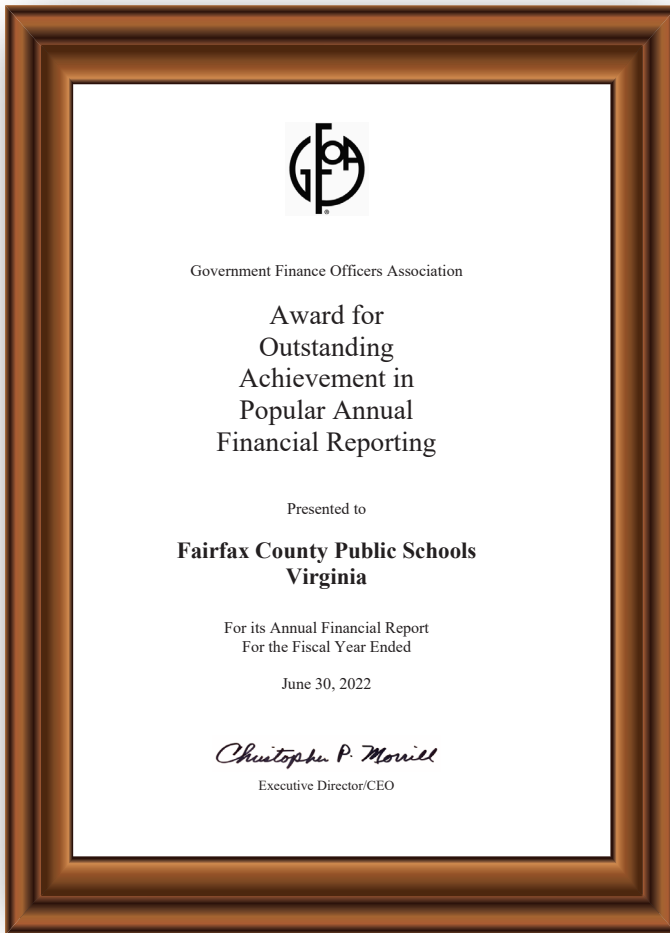 GFOA
®
Government Finance Officers Association
Award for
Outstanding
Achievement in
Popular Annual
Financial Reporting
Presented to
Fairfax County Public Schools
Virginia
For its Annual Financial Report
For the Fiscal Year Ended
June 30, 2022
Christopher P. Morrill
Executive Director/CEO